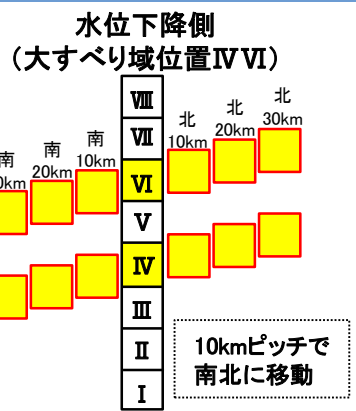 水位下降側
(大すべり域位置ⅣⅥ)
北
30km
北
20km
北
10km
南
10km
南
20km
南
0km
Ⅷ
Ⅶ
Ⅵ
Ⅴ
Ⅳ
Ⅲ
Ⅱ
Ⅰ
10kmピッチで
南北に移動